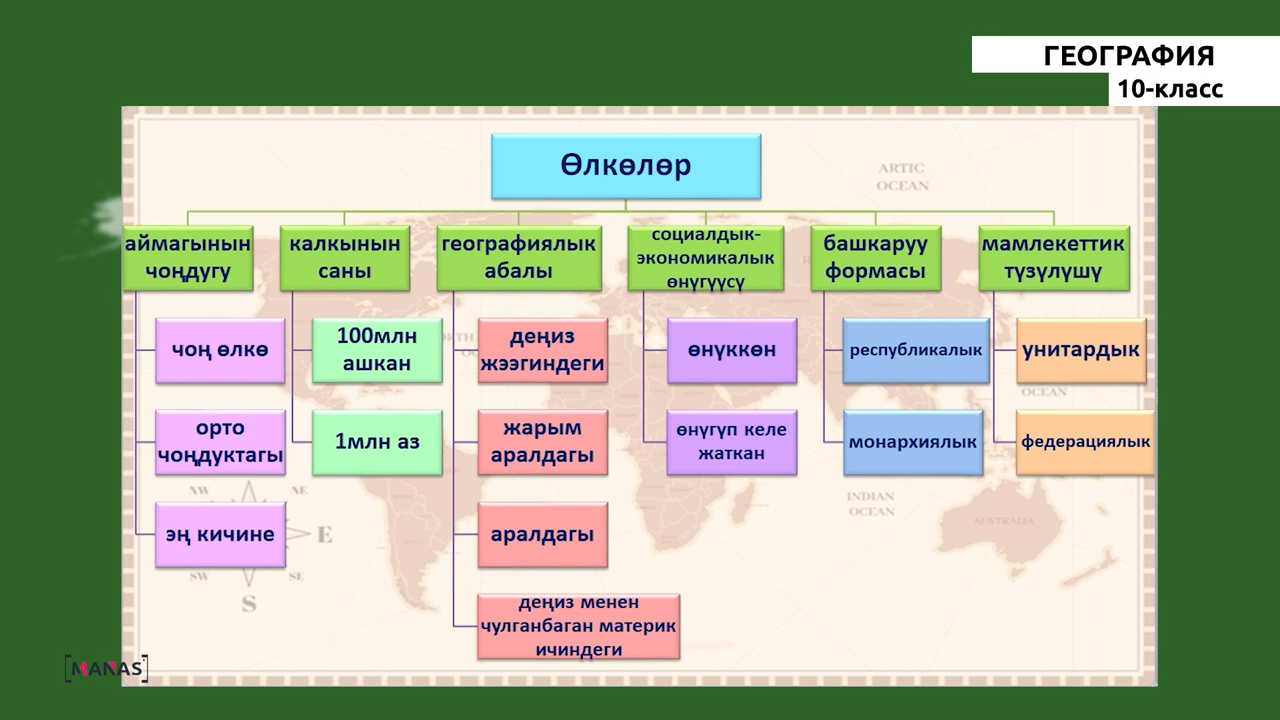 ГЕОГРАФИЯ
10-класс
Өлкөлөр
ARTIC
OCEAN
аймагынын
чоңдугу
калкынын
саны
географиялык
абалы
социалдык-
экономикалык
өнүгүүсү
башкаруу
формасы
мамлекеттик
түзүлүшү
чоң өлкө
орто
чоңдуктагы
эң кичине
100млн
ашкан
1млн аз
деңиз
жээгиндеги
жарым
аралдагы
аралдагы
деңиз менен
чулганбаган материк
ичиндеги
өнүккөн
өнүгүп келе
жаткан
республикалык
монархиялык
унитардык
федерациялык
OCEAN
INDIAN
OCEAN
AUSTRALIA
NW
NE
E
SW
SE
S
MANAS